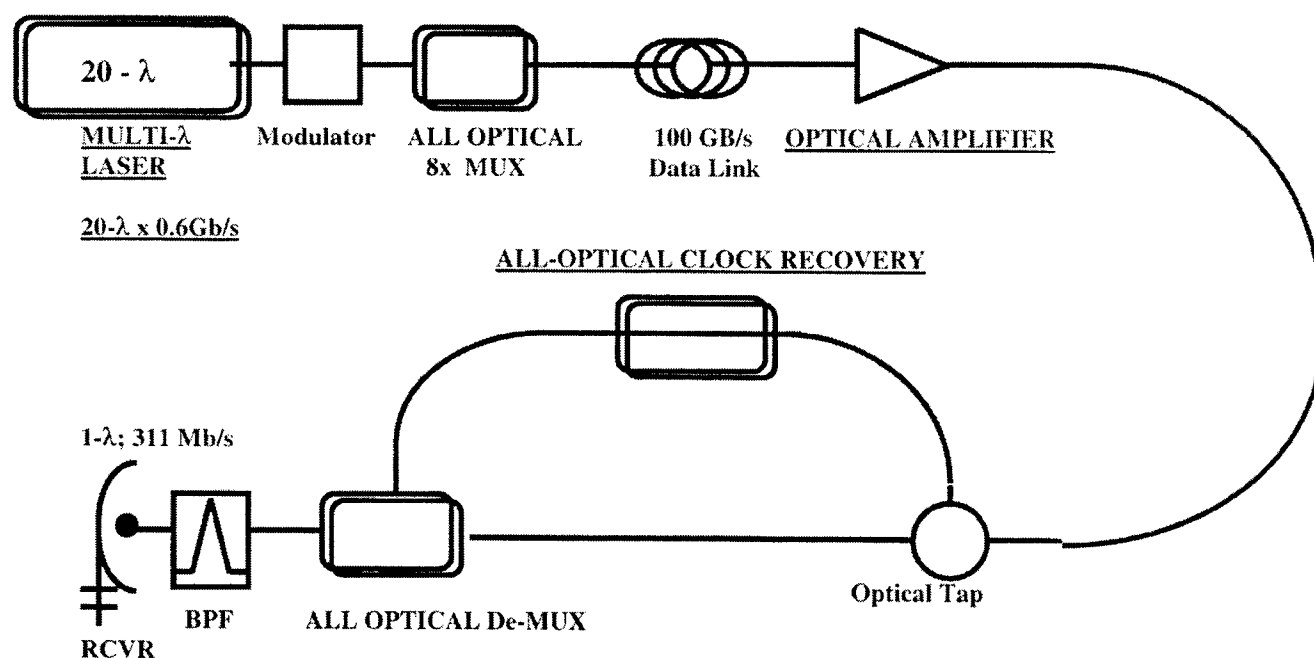 20 - λ
MULTI-λ
LASER
20-λ x 0.6Gb/s
Modulator
ALL OPTICAL
8x MUX
100 GB/s
Data Link
OPTICAL AMPLIFIER
ALL-OPTICAL CLOCK RECOVERY
1-λ; 311 Mb/s
RCVR
BPF
ALL OPTICAL De-MUX
Optical Tap